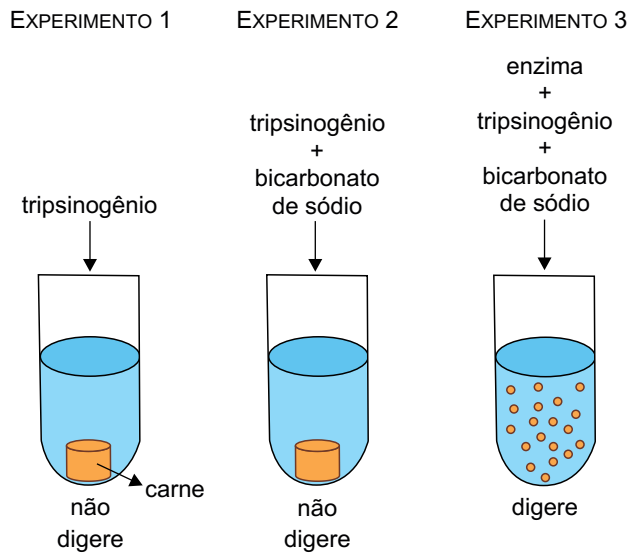 EXPERIMENTO 1
tripsinogênio
carne
não
digere
EXPERIMENTO 2
tripsinogênio
+
bicarbonato
de sódio
não
digere
EXPERIMENTO 3
enzima
+
tripsinogênio
+
bicarbonato
de sódio
digere